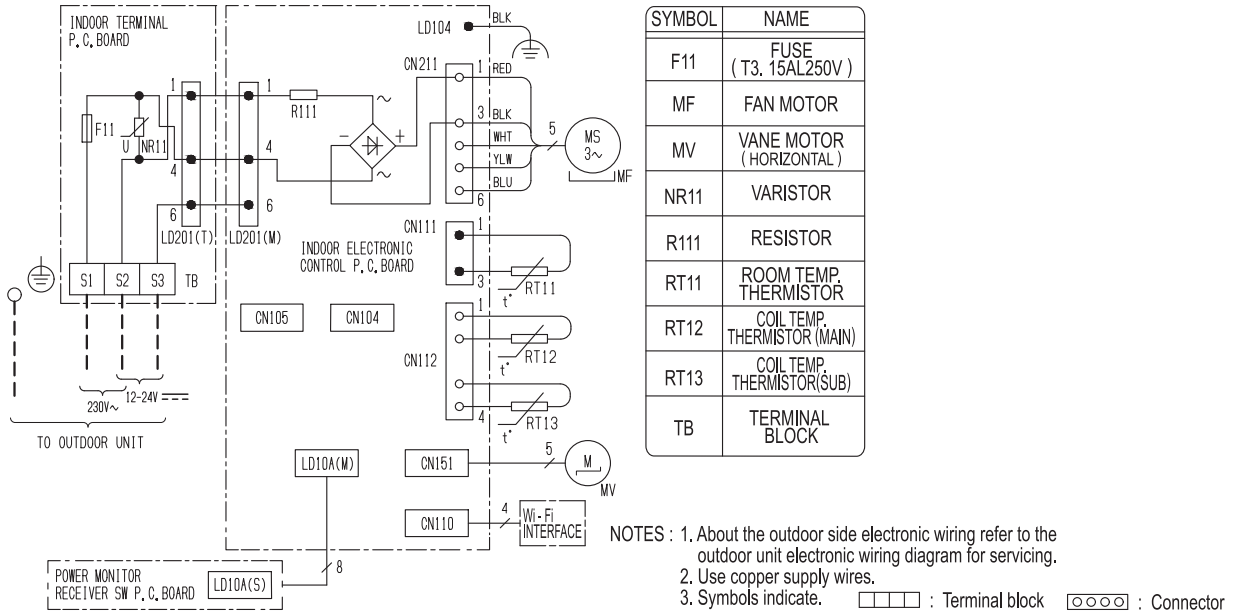 INDOOR TERMINAL
P.C.BOARD
F11
U
NR11
1
4
6
LD201(T)
S1
S2
S3
TB
230V~
12-24V
TO OUTDOOR UNIT
LD201(M)
1
4
6
R111
~
~
-
+
LD104
BLK
CN211
1
RED
3
BLK
WHT
YLW
BLU
6
5
MS
3~
MF
INDOOR ELECTRONIC
CONTROL P.C.BOARD
CN111
1
3
t°
RT11
CN105
CN104
CN112
1
4
t°
RT12
t°
RT13
LD10A(M)
CN151
5
M
MV
CN110
4
Wi-Fi
INTERFACE
8
POWER MONITOR
RECEIVER SW P.C.BOARD
LD10A(S)
SYMBOL NAME
F11 FUSE
( T3. 15AL250V )
MF FAN MOTOR
MV VANE MOTOR
( HORIZONTAL )
NR11 VARISTOR
R111 RESISTOR
RT11 ROOM TEMP.
THERMISTOR
RT12 COIL TEMP.
THERMISTOR (MAIN)
RT13 COIL TEMP.
THERMISTOR(SUB)
TB TERMINAL
BLOCK
NOTES : 1. About the outdoor side electronic wiring refer to the
outdoor unit electronic wiring diagram for servicing.
2. Use copper supply wires.
3. Symbols indicate. : Terminal block : Connector